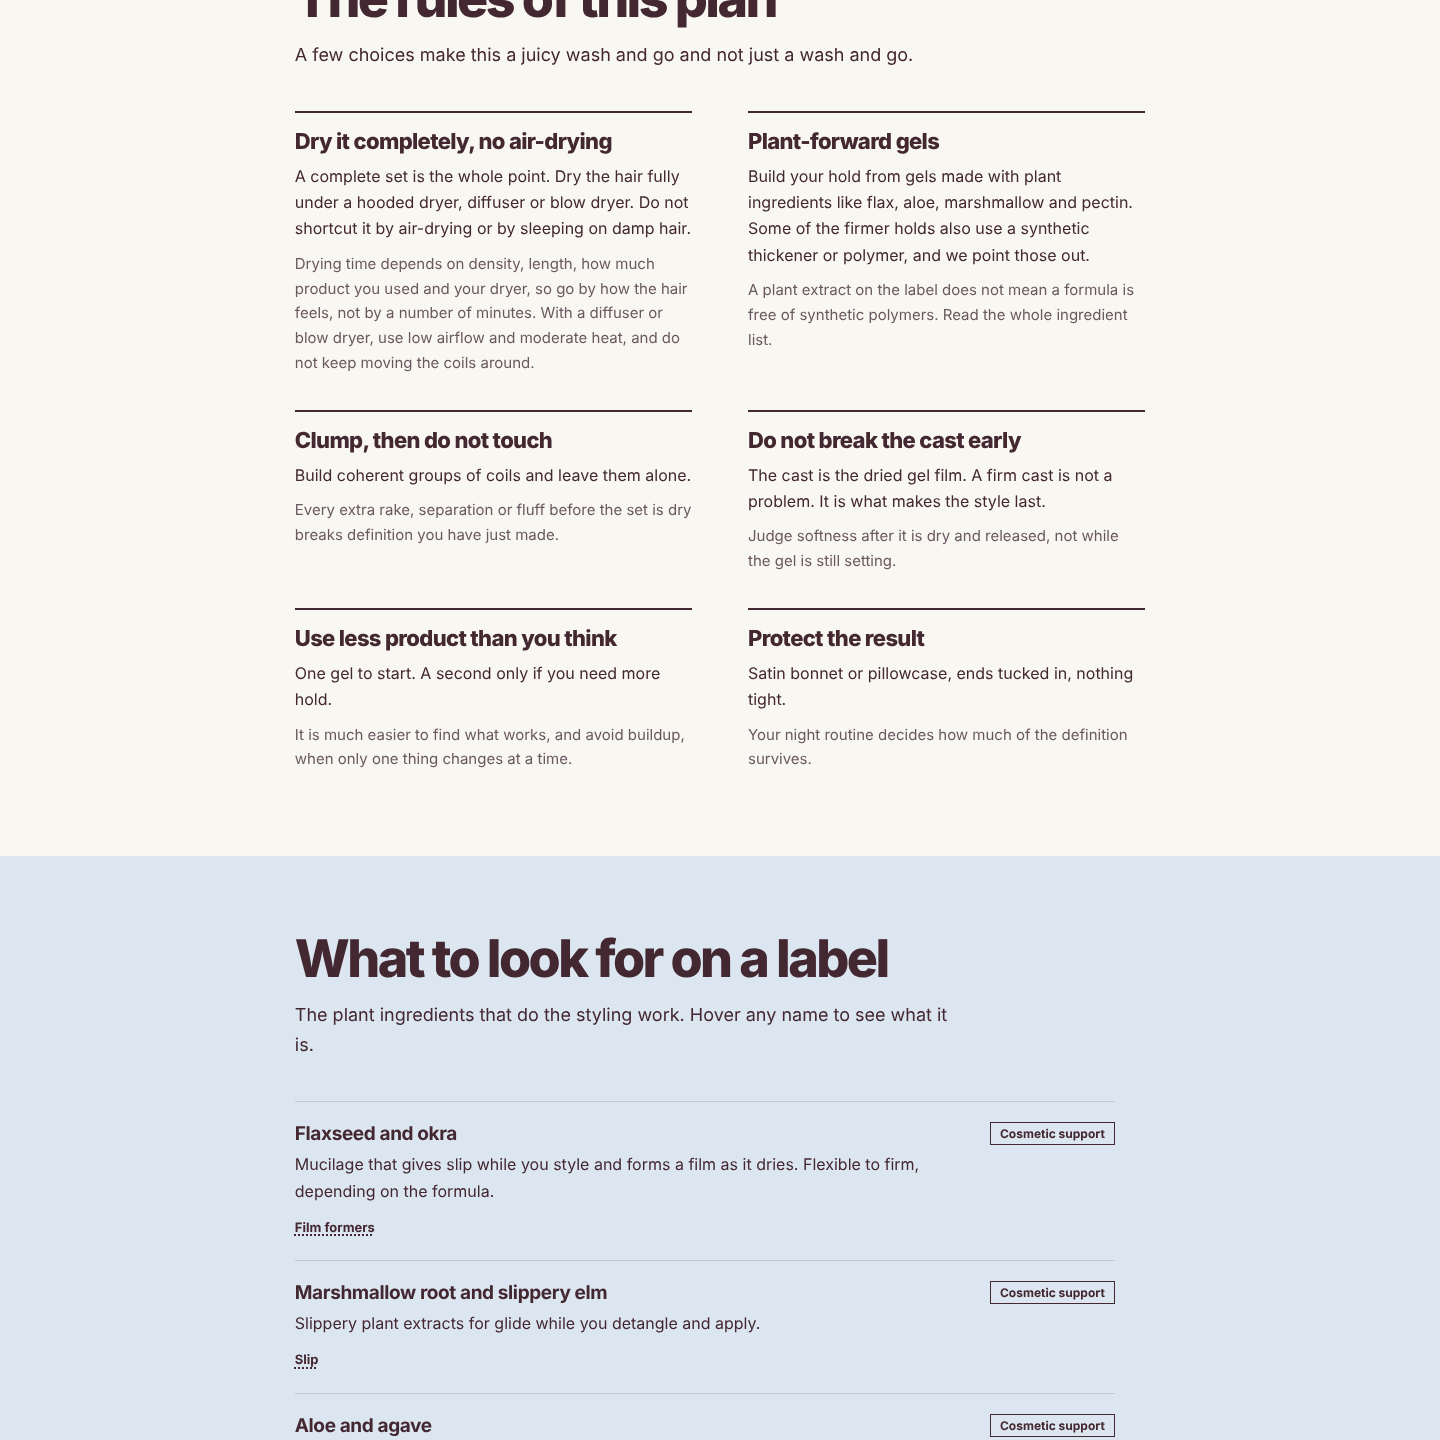 The rules of this plan
A few choices make this a juicy wash and go and not just a wash and go.
Dry it completely, no air-drying
A complete set is the whole point. Dry the hair fully
under a hooded dryer, diffuser or blow dryer. Do not
shortcut it by air-drying or by sleeping on damp hair.
Drying time depends on density, length, how much
product you used and your dryer, so go by how the hair
feels, not by a number of minutes. With a diffuser or
blow dryer, use low airflow and moderate heat, and do
not keep moving the coils around.
Plant-forward gels
Build your hold from gels made with plant
ingredients like flax, aloe, marshmallow and pectin.
Some of the firmer holds also use a synthetic
thickener or polymer, and we point those out.
A plant extract on the label does not mean a formula is
free of synthetic polymers. Read the whole ingredient
list.
Clump, then do not touch
Build coherent groups of coils and leave them alone.
Every extra rake, separation or fluff before the set is dry
breaks definition you have just made.
Do not break the cast early
The cast is the dried gel film. A firm cast is not a
problem. It is what makes the style last.
Judge softness after it is dry and released, not while
the gel is still setting.
Use less product than you think
One gel to start. A second only if you need more
hold.
It is much easier to find what works, and avoid buildup,
when only one thing changes at a time.
Protect the result
Satin bonnet or pillowcase, ends tucked in, nothing
tight.
Your night routine decides how much of the definition
survives.
What to look for on a label
The plant ingredients that do the styling work. Hover any name to see what it
is.
Flaxseed and okra
Cosmetic support
Mucilage that gives slip while you style and forms a film as it dries. Flexible to firm,
depending on the formula.
Film formers
Marshmallow root and slippery elm
Cosmetic support
Slippery plant extracts for glide while you detangle and apply.
Slip
Aloe and agave
Cosmetic support